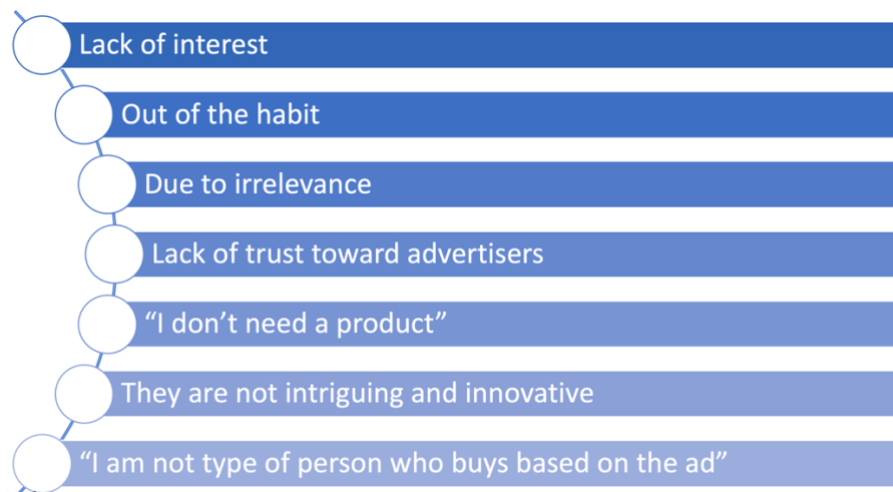 Lack of interest
Out of the habit
Due to irrelevance
Lack of trust toward advertisers
“I don’t need a product”
They are not intriguing and innovative
“I am not type of person who buys based on the ad”